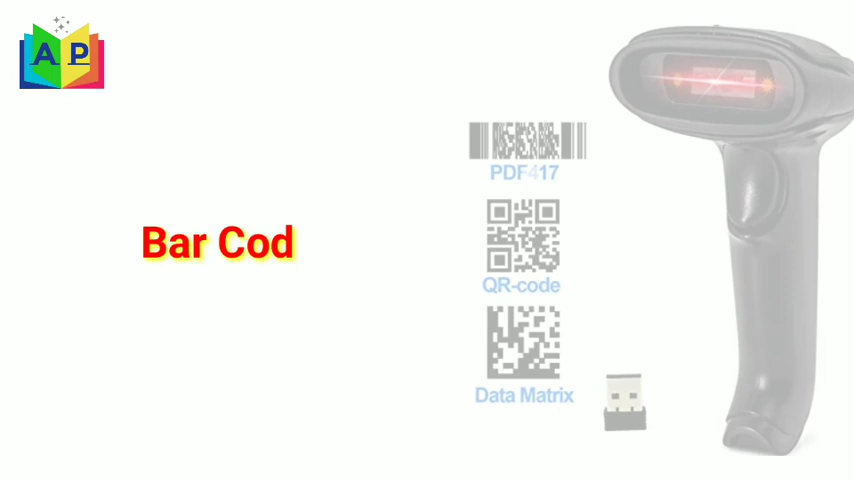 AP
Bar Cod
PDF417
QR-code
Data Matrix